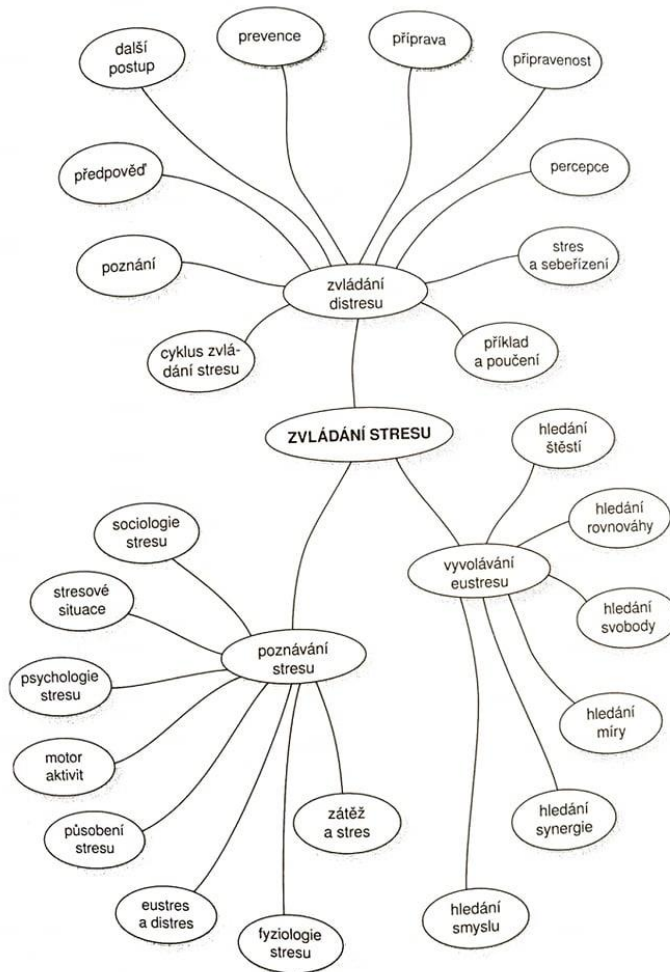 další
postup
prevence
příprava
připravenost
předpověď
percepce
poznání
stres
a sebeřízení
zvládání
distresu
cyklus zvlá-
dání stresu
příklad
a poučení
ZVLÁDÁNÍ STRESU
hledání
štěstí
hledání
rovnováhy
vyvolávání
eustresu
hledání
svobody
hledání
míry
hledání
synergie
hledání
smyslu
sociologie
stresu
stresové
situace
poznávání
stresu
psychologie
stresu
motor
aktivit
působení
stresu
zátěž
a stres
eustres
a distres
fyziologie
stresu